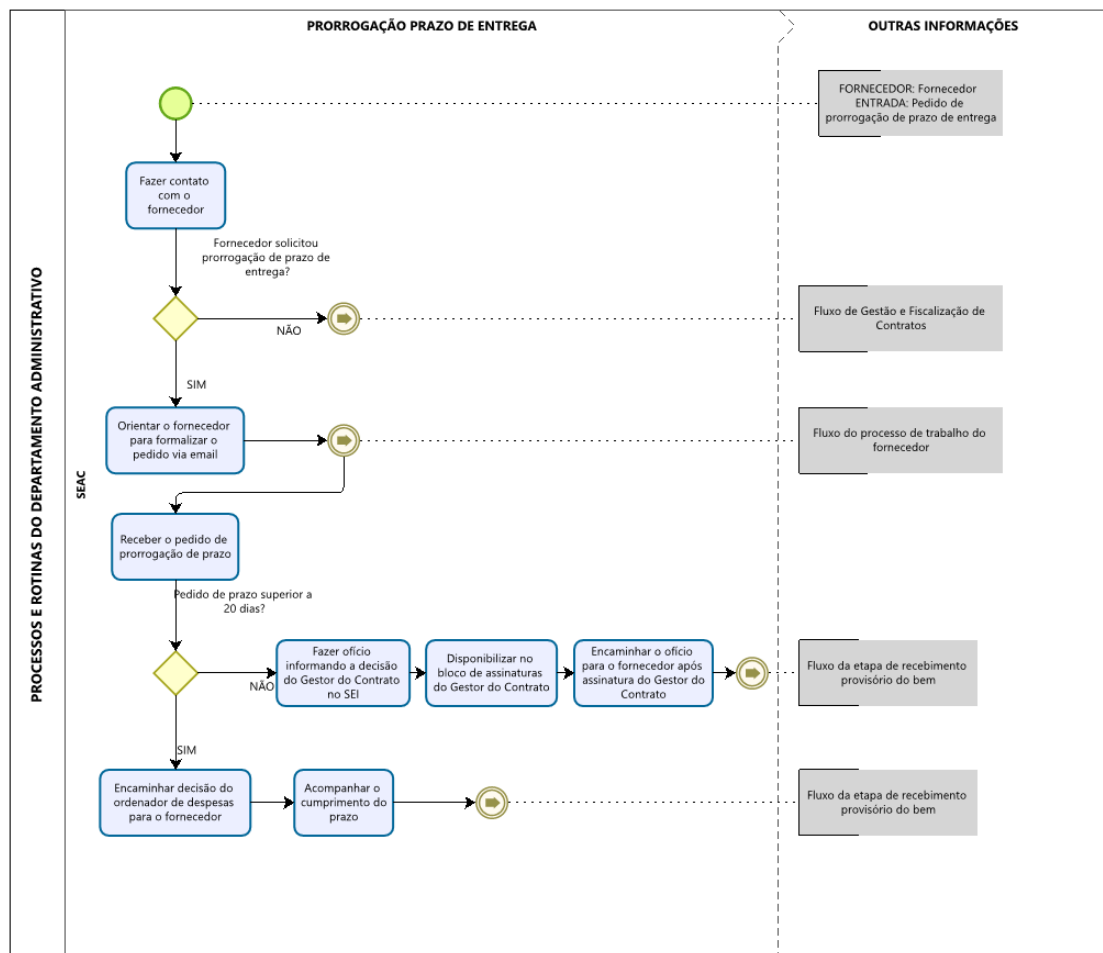 PRORROGAÇÃO PRAZO DE ENTREGA
OUTRAS INFORMAÇÕES
PROCESSOS E ROTINAS DO DEPARTAMENTO ADMINISTRATIVO
SEAC
FORNECEDOR: Fornecedor
ENTRADA: Pedido de
prorrogação de prazo de entrega
Fazer contato
com o
fornecedor
Fornecedor solicitou
prorrogação de prazo de
entrega?
NÃO
Fluxo de Gestão e Fiscalização de
Contratos
SIM
Orientar o fornecedor
para formalizar o
pedido via email
Fluxo do processo de trabalho do
fornecedor
Receber o pedido de
prorrogação de prazo
Pedido de prazo superior a
20 dias?
NÃO
Fazer ofício
informando a decisão
do Gestor do Contrato
no SEI
Disponibilizar no
bloco de assinaturas
do Gestor do Contrato
Encaminhar o ofício
para o fornecedor após
assinatura do Gestor do
Contrato
Fluxo da etapa de recebimento
provisório do bem
SIM
Encaminhar decisão do
ordenador de despesas
para o fornecedor
Acompanhar o
cumprimento do
prazo
Fluxo da etapa de recebimento
provisório do bem